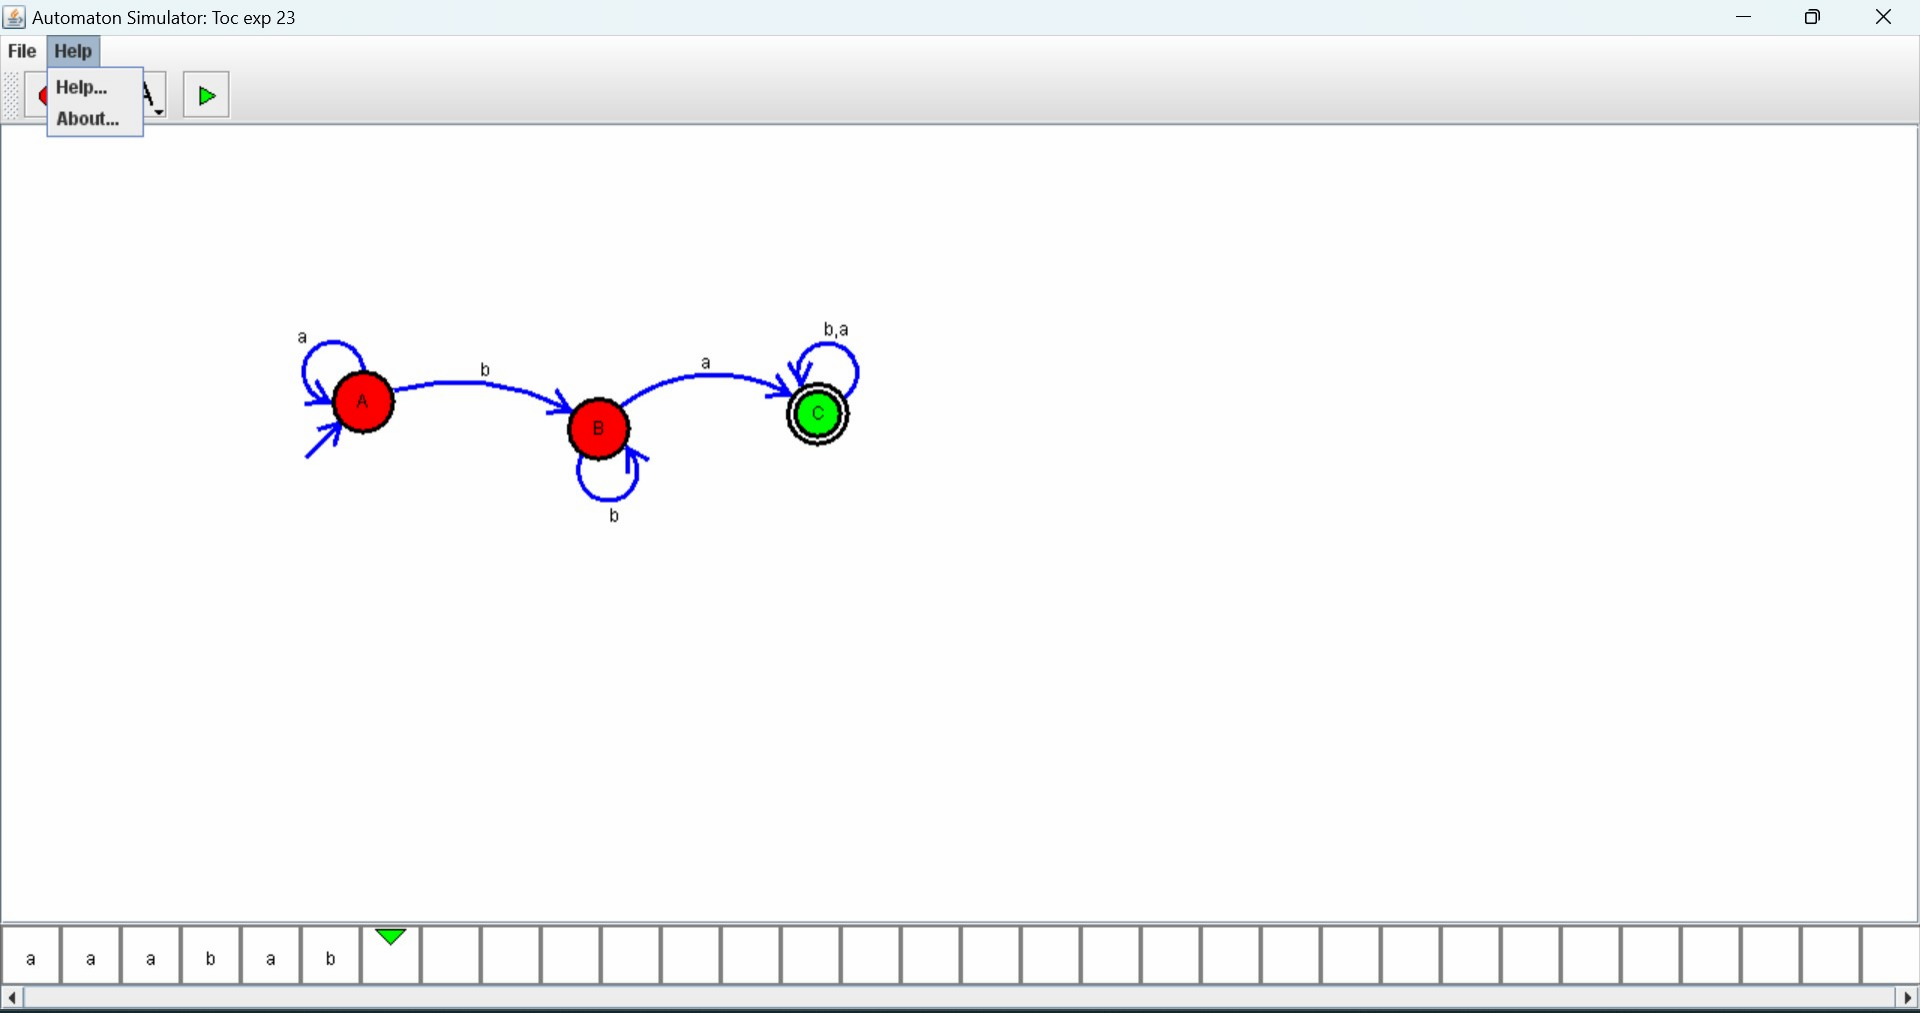 Automaton Simulator: Toc exp 23
File Help
Help...
About...
A
a
b
a
b,a
A
B
C
b
a a a b a b